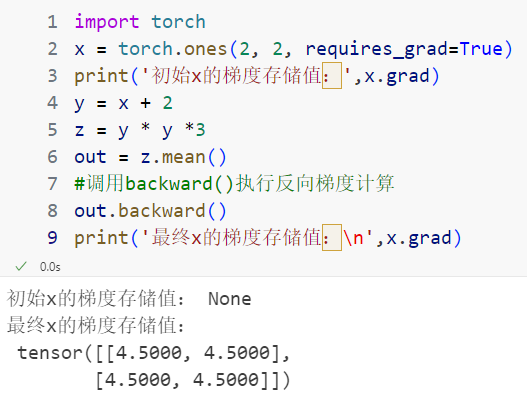 1 import torch
2 x = torch.ones(2, 2, requires_grad=True)
3 print('初始x的梯度存储值：',x.grad)
4 y = x + 2
5 z = y * y *3
6 out = z.mean()
7 #调用backward()执行反向梯度计算
8 out.backward()
9 print('最终x的梯度存储值：\n',x.grad)
✓ 0.0s
初始x的梯度存储值： None
最终x的梯度存储值：
tensor([[4.5000, 4.5000],
[4.5000, 4.5000]])